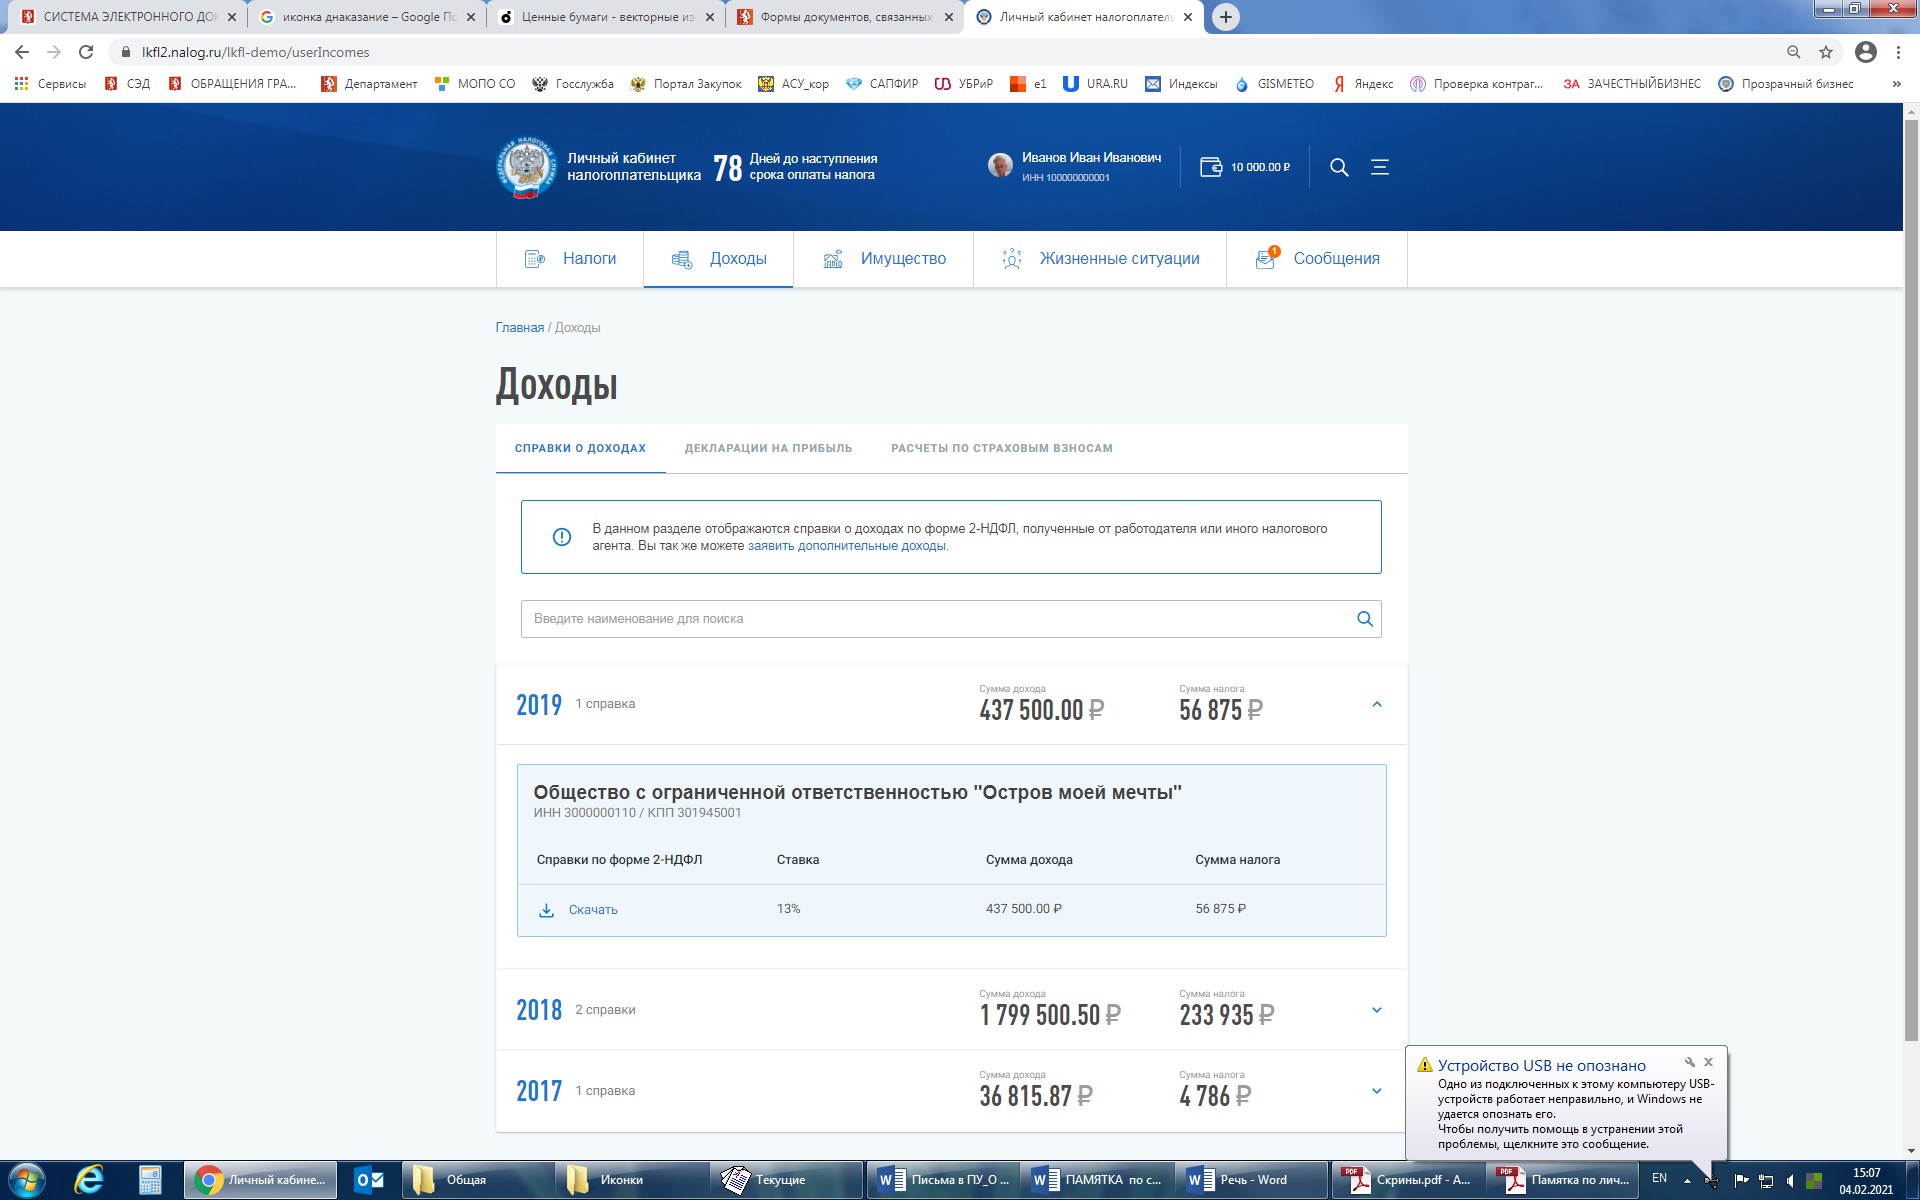 СИСТЕМА ЭЛЕКТРОННОГО ДОК
иконка днаказание – Google По
Ценные бумаги - векторные из
Формы документов, связанных
Личный кабинет налогоплатель
lkfl2.nalog.ru/lkfl-demo/userIncomes
Сервисы
СЭД
ОБРАЩЕНИЯ ГРА...
Департамент
МОПО СО
Госслужба
Портал Закупок
АСУ_кор
САПФИР
УБРиР
e1
URA.RU
Индексы
GISMETEO
Яндекс
Проверка контраг...
ЗА ЗАЧЕСТНЫЙБИЗНЕС
Прозрачный бизнес
»
Личный кабинет
налогоплательщика
78 Дней до наступления
срока оплаты налога
Иванов Иван Иванович
ИНН 100000000001
10 000.00 ₽
Налоги
Доходы
Имущество
Жизненные ситуации
1
Сообщения
Главная / Доходы
Доходы
СПРАВКИ О ДОХОДАХ
ДЕКЛАРАЦИИ НА ПРИБЫЛЬ
РАСЧЕТЫ ПО СТРАХОВЫМ ВЗНОСАМ
В данном разделе отображаются справки о доходах по форме 2-НДФЛ, полученные от работодателя или иного налогового
агента. Вы так же можете заявить дополнительные доходы.
Введите наименование для поиска
2019 1 справка
Сумма дохода
437 500.00 ₽
Сумма налога
56 875 ₽
Общество с ограниченной ответственностью "Остров моей мечты"
ИНН 3000000110 / КПП 301945001
Справки по форме 2-НДФЛ Ставка Сумма дохода Сумма налога
Скачать 13% 437 500.00 ₽ 56 875 ₽
2018 2 справки
Сумма дохода
1 799 500.50 ₽
Сумма налога
233 935 ₽
2017 1 справка
Сумма дохода
36 815.87 ₽
Сумма налога
4 786 ₽
Устройство USB не опознано
Одно из подключенных к этому компьютеру USB-
устройств работает неправильно, и Windows не
удается опознать его.
Чтобы получить помощь в устранении этой
проблемы, щелкните это сообщение.
Личный кабине...
Общая
Иконки
Текущие
Письма в ПУ_О ...
ПАМЯТКА по с...
Речь - Word
Скрины.pdf - A...
Памятка по лич...
EN
15:07
04.02.2021